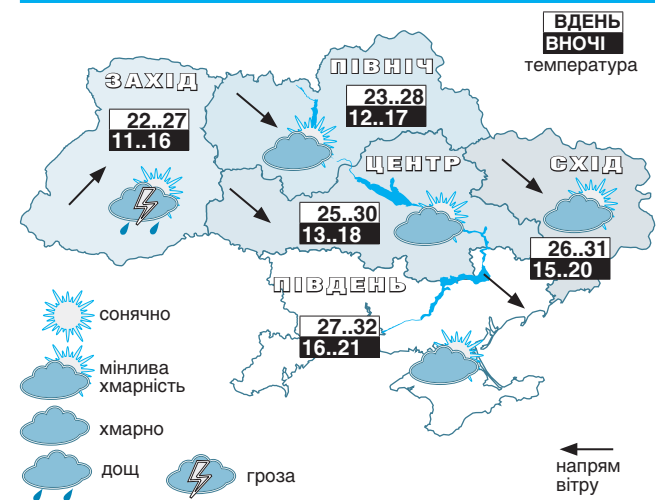 ВДЕНЬ
ВНОЧІ
температура
ПІВНІЧ
23..28
12..17
ЗАХІД
22..27
11..16
ЦЕНТР
25..30
13..18
СХІД
26..31
15..20
ПІВДЕНЬ
27..32
16..21
сонячно
мінлива
хмарність
хмарно
дощ
гроза
напрям
вітру